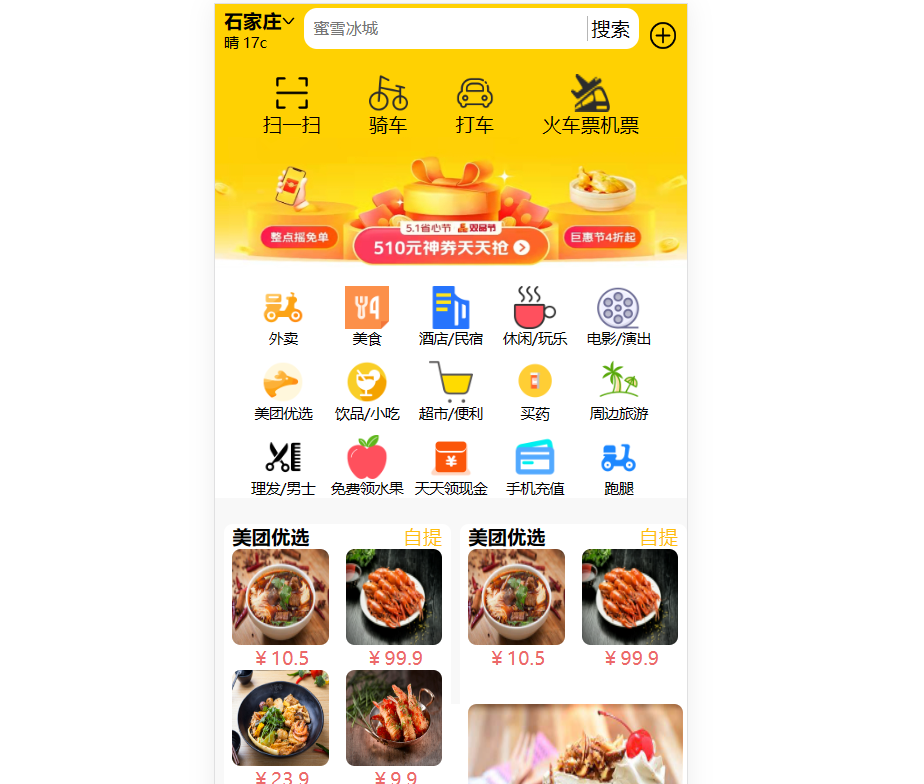 石家庄
晴 17c
蜜雪冰城
搜索
扫一扫 骑车 打车 火车票机票
整点摇免单
5.1省心节 双品节
510元神券天天抢
巨惠节4折起
外卖 美食 酒店/民宿 休闲/玩乐 电影/演出
美团优选 饮品/小吃 超市/便利 买药 周边旅游
理发/男士 免费领水果 天天领现金 手机充值 跑腿
美团优选 自提
￥10.5 ￥99.9
￥23.9 ￥9.9
美团优选 自提
￥10.5 ￥99.9